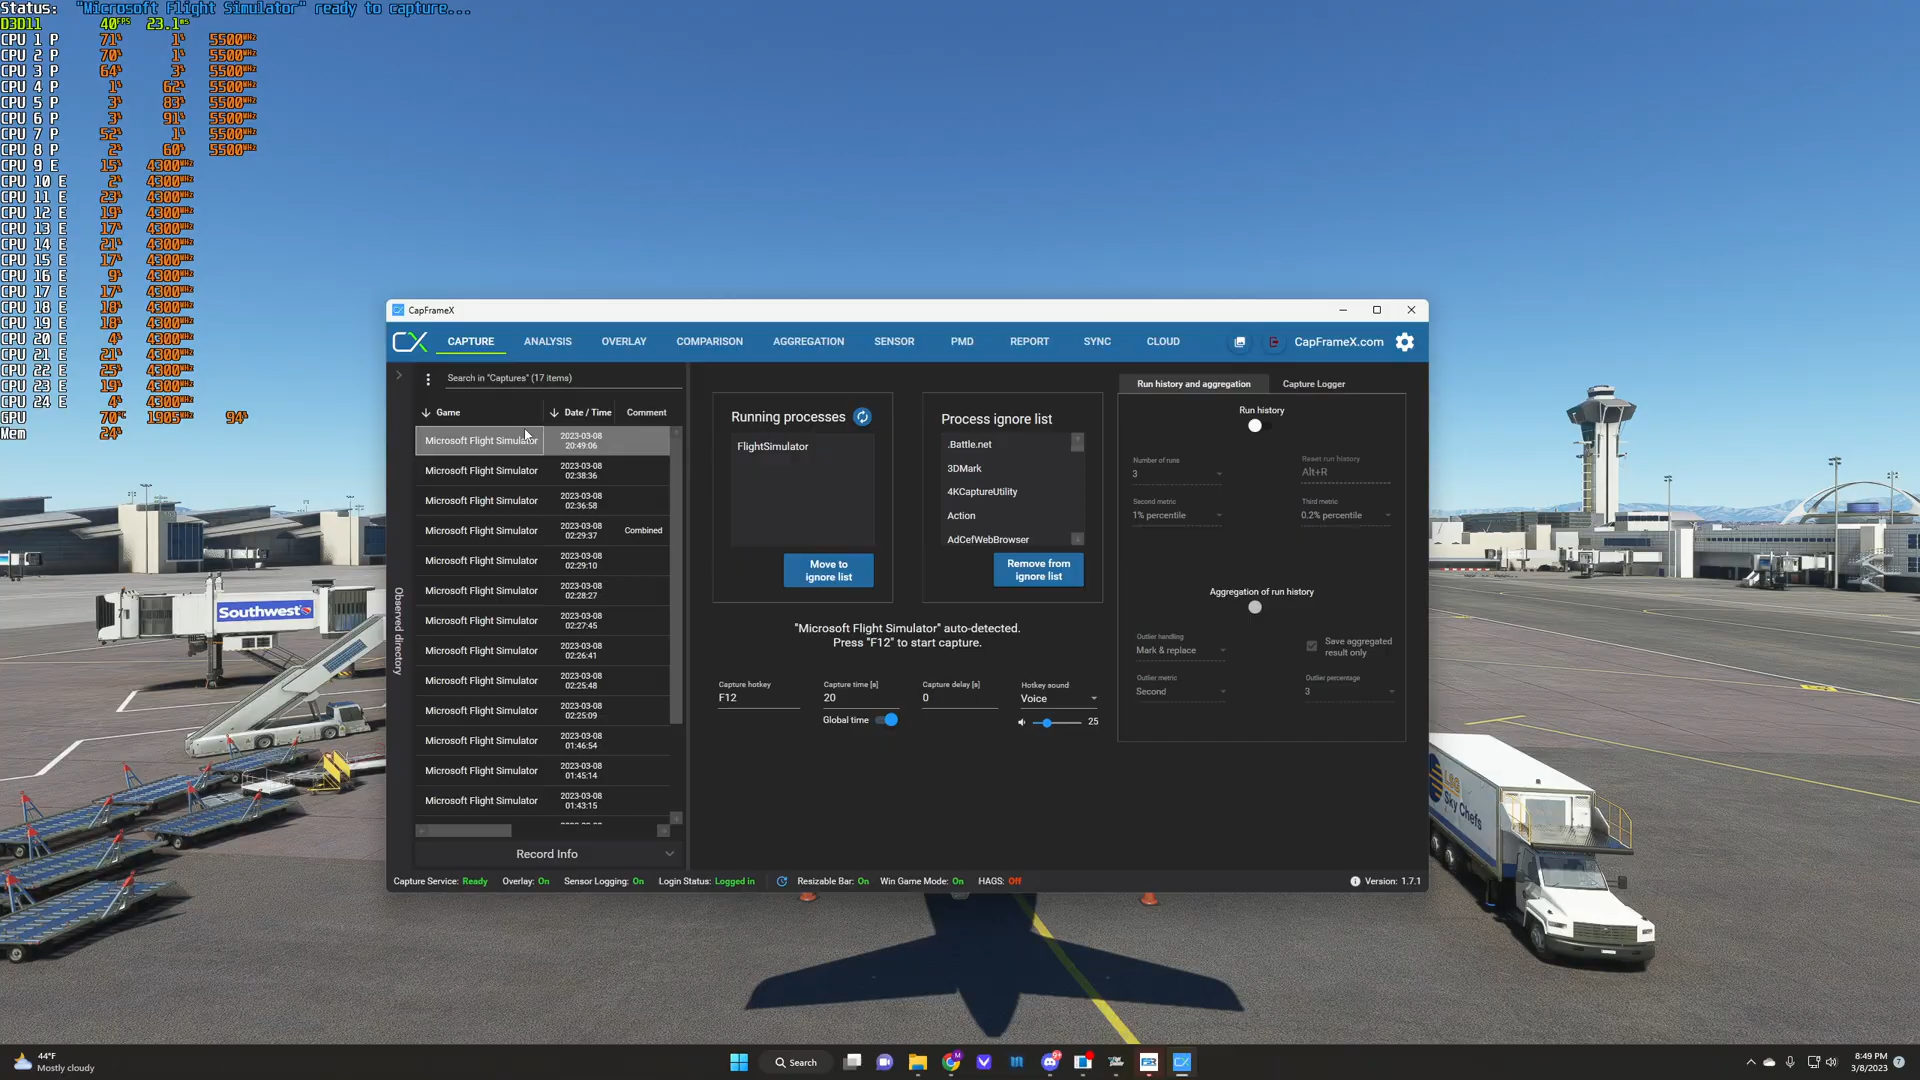 Status: "Microsoft Flight Simulator" ready to capture...
D3D11 40FPS 23.1ms
CPU 1 P 71% 1% 5500MHz
CPU 2 P 70% 1% 5500MHz
CPU 3 P 64% 3% 5500MHz
CPU 4 P 1% 62% 5500MHz
CPU 5 P 3% 83% 5500MHz
CPU 6 P 3% 91% 5500MHz
CPU 7 P 52% 1% 5500MHz
CPU 8 P 2% 60% 5500MHz
CPU 9 E 15% 4300MHz
CPU 10 E 2% 4300MHz
CPU 11 E 23% 4300MHz
CPU 12 E 19% 4300MHz
CPU 13 E 17% 4300MHz
CPU 14 E 21% 4300MHz
CPU 15 E 17% 4300MHz
CPU 16 E 9% 4300MHz
CPU 17 E 17% 4300MHz
CPU 18 E 18% 4300MHz
CPU 19 E 18% 4300MHz
CPU 20 E 4% 4300MHz
CPU 21 E 21% 4300MHz
CPU 22 E 25% 4300MHz
CPU 23 E 19% 4300MHz
CPU 24 E 4% 4300MHz
GPU 70°C 1905MHz 94%
Mem 24%
CapFrameX
CX CAPTURE ANALYSIS OVERLAY COMPARISON AGGREGATION SENSOR PMD REPORT SYNC CLOUD CapFrameX.com
Search in "Captures" (17 items)
Game Date / Time Comment
Microsoft Flight Simulator 2023-03-08 20:49:06
Microsoft Flight Simulator 2023-03-08 02:38:36
Microsoft Flight Simulator 2023-03-08 02:36:58
Microsoft Flight Simulator 2023-03-08 02:29:37 Combined
Microsoft Flight Simulator 2023-03-08 02:29:10
Microsoft Flight Simulator 2023-03-08 02:28:27
Microsoft Flight Simulator 2023-03-08 02:27:45
Microsoft Flight Simulator 2023-03-08 02:26:41
Microsoft Flight Simulator 2023-03-08 02:25:48
Microsoft Flight Simulator 2023-03-08 02:25:09
Microsoft Flight Simulator 2023-03-08 01:46:54
Microsoft Flight Simulator 2023-03-08 01:45:14
Microsoft Flight Simulator 2023-03-08 01:43:15
Observed directory
Record Info
Running processes
FlightSimulator
Move to
ignore list
Process ignore list
.Battle.net
3DMark
4KCaptureUtility
Action
AdCefWebBrowser
Remove from
ignore list
"Microsoft Flight Simulator" auto-detected.
Press "F12" to start capture.
Capture hotkey
F12
Capture time [s]
20
Global time
Capture delay [s]
0
Hotkey sound
Voice
25
Run history and aggregation Capture Logger
Run history
Number of runs
3
Reset run history
Alt+R
Second metric
1% percentile
Third metric
0.2% percentile
Aggregation of run history
Outlier handling
Mark & replace
Save aggregated
result only
Outlier metric
Second
Outlier percentage
3
Capture Service: Ready Overlay: On Sensor Logging: On Login Status: Logged in Resizable Bar: On Win Game Mode: On HAGS: Off Version: 1.7.1
Southwest
LSG
Sky Chefs
44°F
Mostly cloudy
Search
8:49 PM
3/8/2023
7